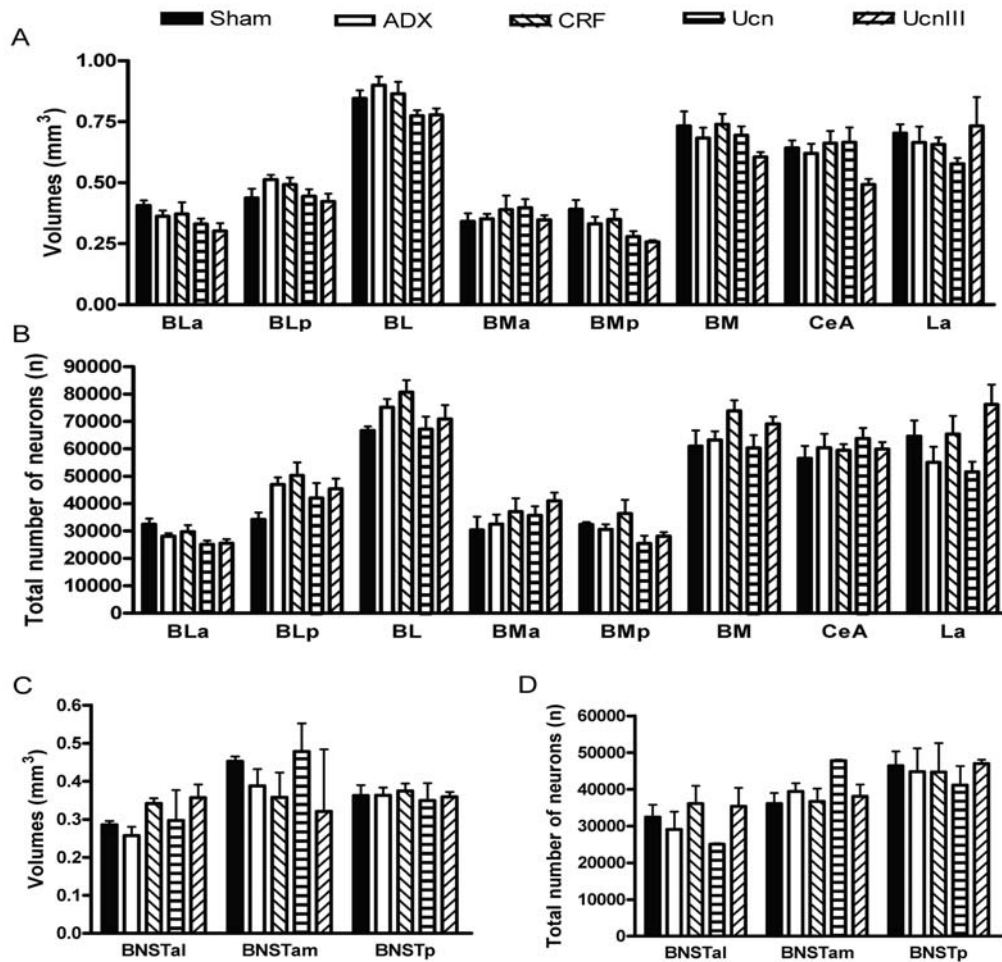 Sham ADX CRF Ucn UcnIII
A
Volumes (mm³)
1.00
0.75
0.50
0.25
0.00
BLa BLp BL BMa BMp BM CeA La
B
Total number of neurons (n)
90000
80000
70000
60000
50000
40000
30000
20000
10000
0
BLa BLp BL BMa BMp BM CeA La
C
Volumes (mm³)
0.6
0.5
0.4
0.3
0.2
0.1
0.0
BNSTal BNSTam BNSTp
D
Total number of neurons (n)
60000
50000
40000
30000
20000
10000
0
BNSTal BNSTam BNSTp